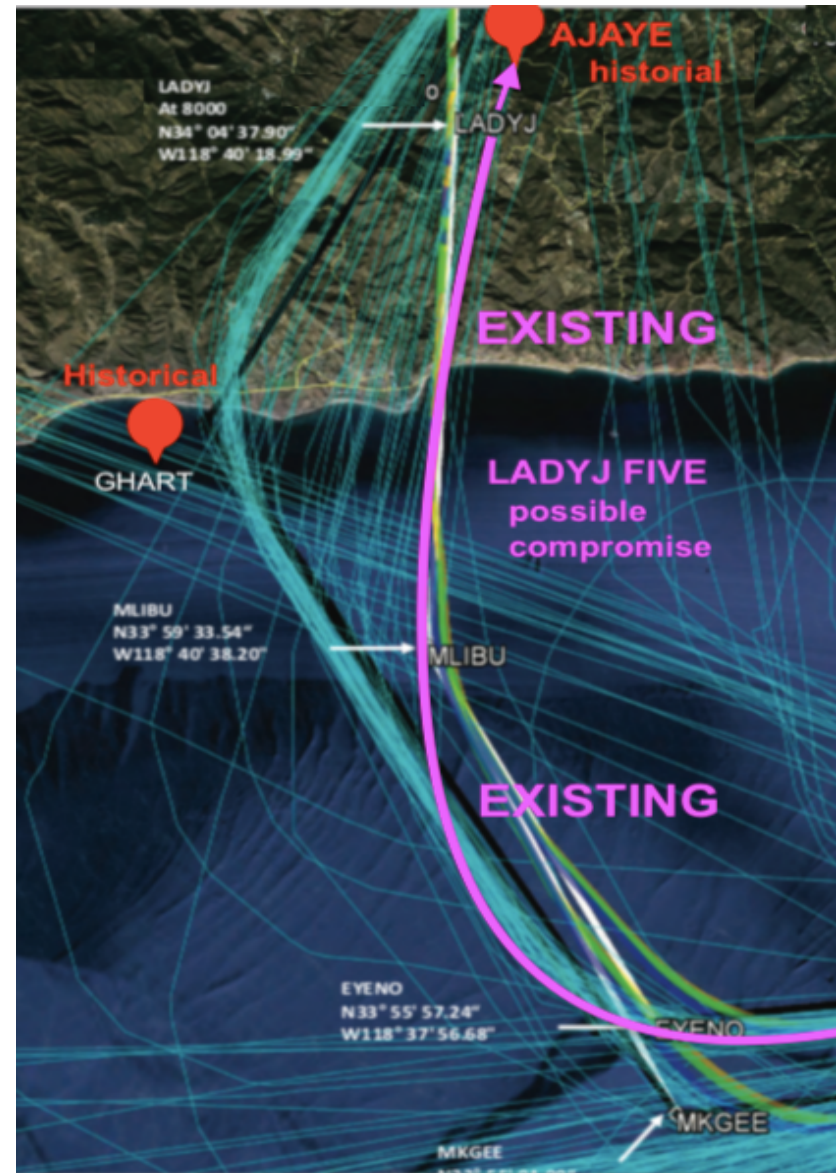 AJAYE
historial
LADYJ
At 8000
N34° 04' 37.90"
W118° 40' 18.99"
LADYJ
EXISTING
Historical
GHART
LADYJ FIVE
possible
compromise
MLIBU
N33° 59' 33.54"
W118° 40' 38.20"
MLIBU
EXISTING
EYENO
N33° 55' 57.24"
W118° 37' 56.68"
EYENO
MKGEE
MKGEE